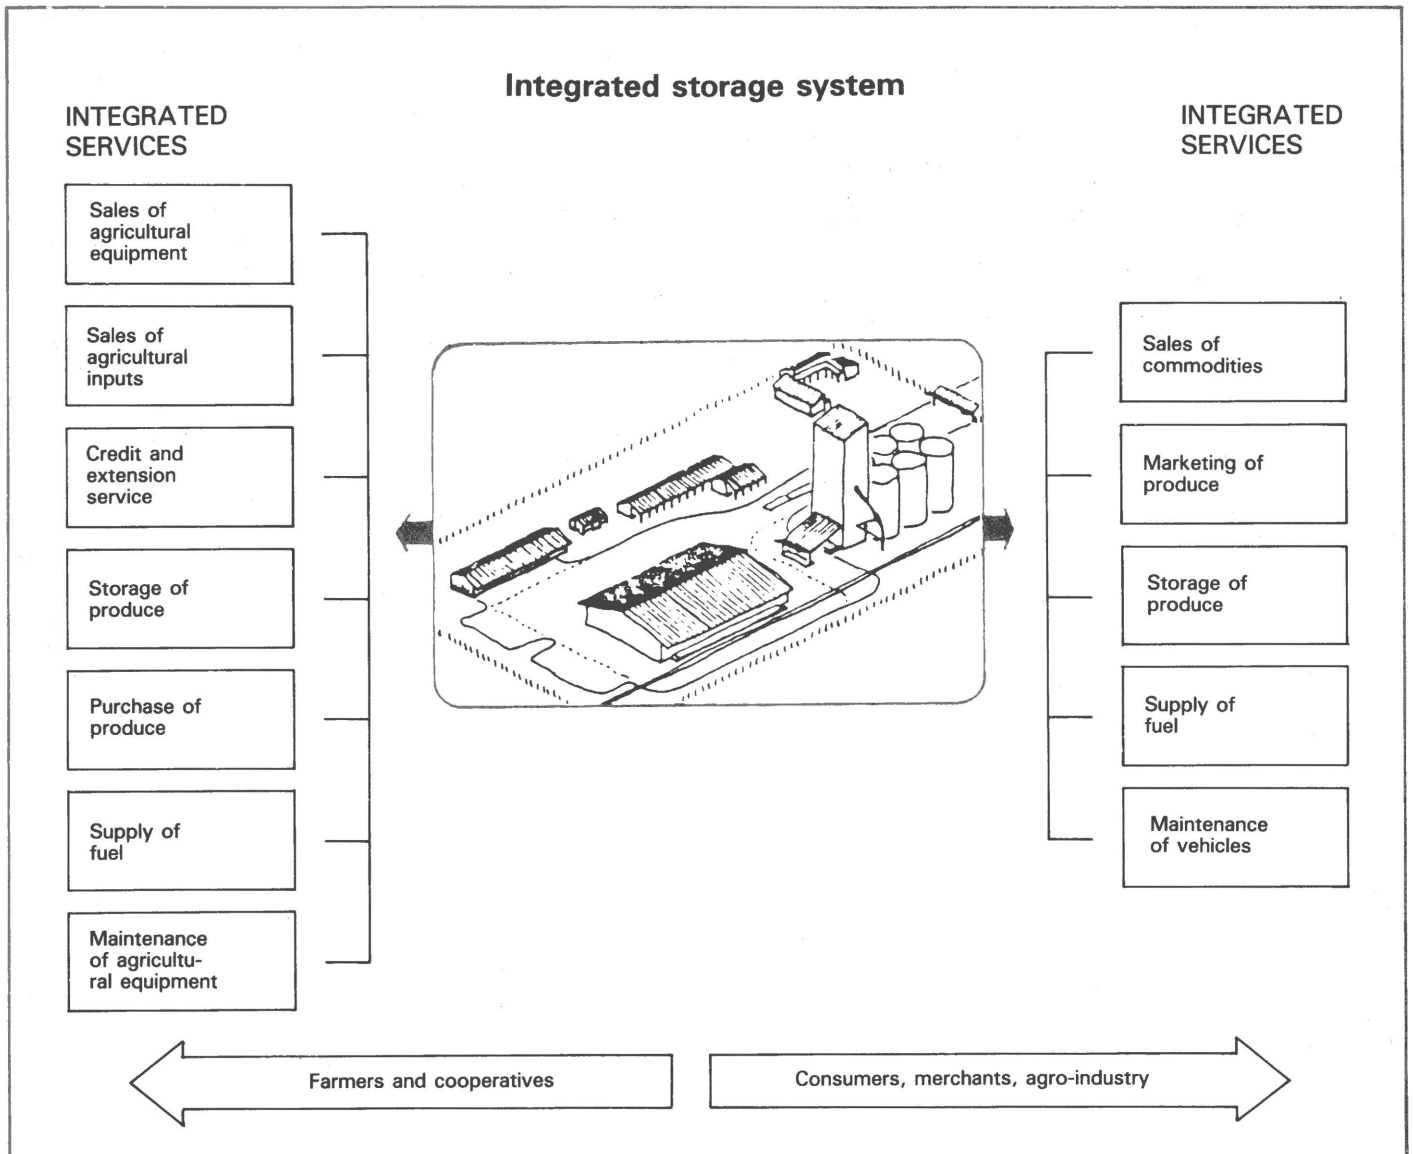 Integrated storage system
INTEGRATED
SERVICES
Sales of
agricultural
equipment
Sales of
agricultural
inputs
Credit and
extension
service
Storage of
produce
Purchase of
produce
Supply of
fuel
Maintenance
of agricultu-
ral equipment
INTEGRATED
SERVICES
Sales of
commodities
Marketing of
produce
Storage of
produce
Supply of
fuel
Maintenance
of vehicles
Farmers and cooperatives
Consumers, merchants, agro-industry